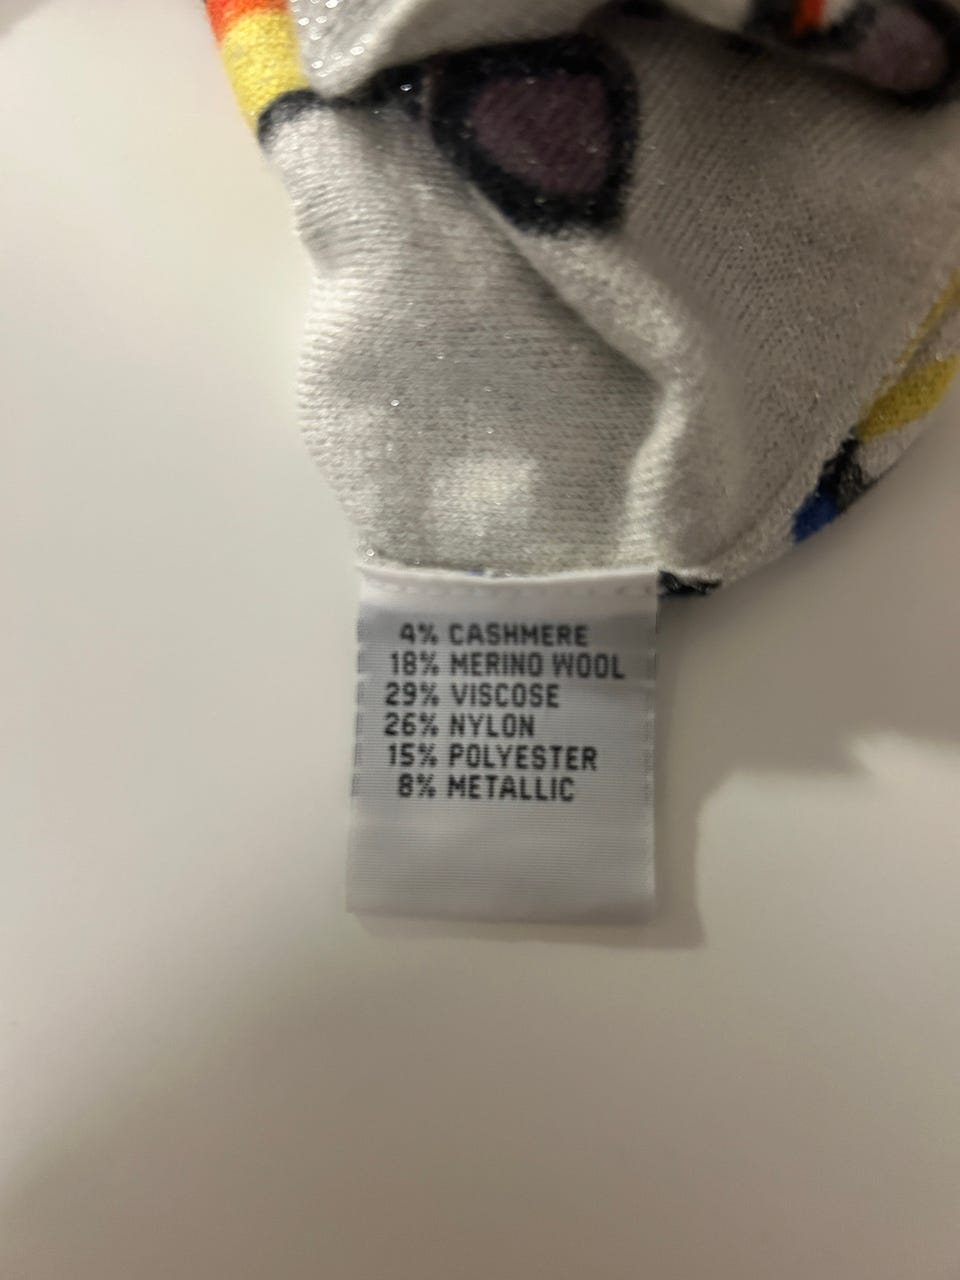 4% CASHMERE
18% MERINO WOOL
29% VISCOSE
26% NYLON
15% POLYESTER
8% METALLIC